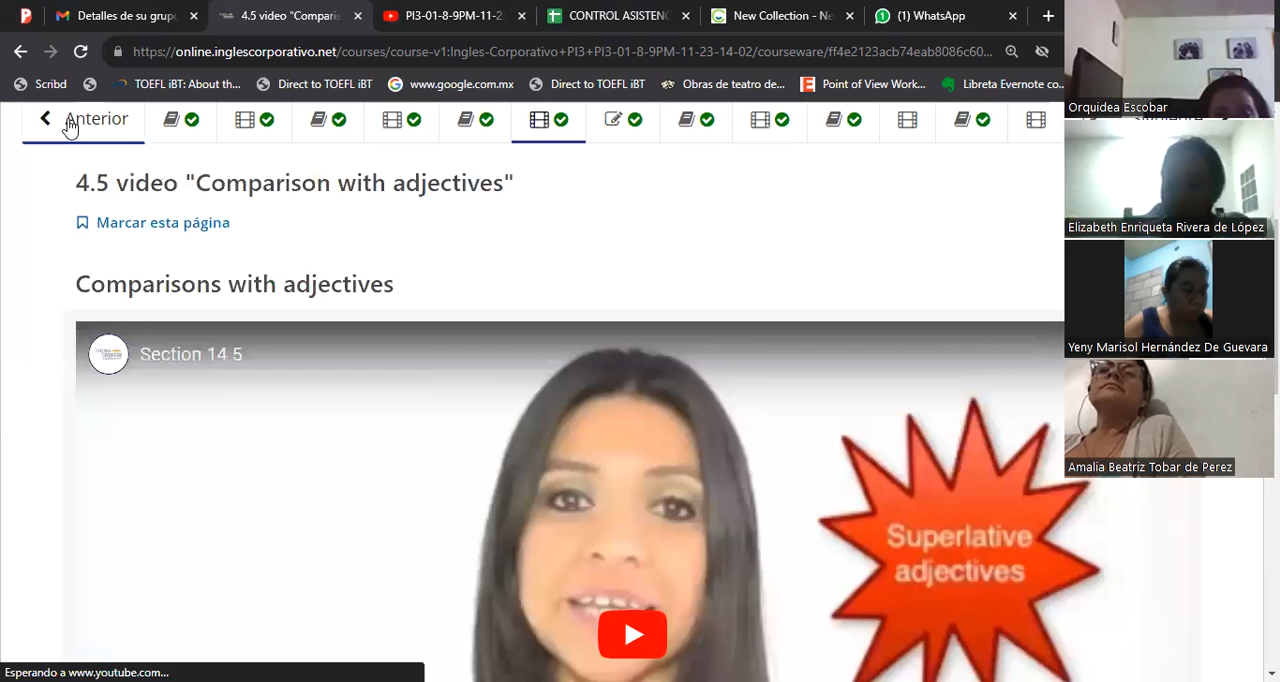 Detalles de su grupo
4.5 video "Comparis
PI3-01-8-9PM-11-2
CONTROL ASISTENC
New Collection - Ne
(1) WhatsApp
https://online.inglescorporativo.net/courses/course-v1:Ingles-Corporativo+PI3+PI3-01-8-9PM-11-23-14-02/courseware/ff4e2123acb74eab8086c60...
Scribd
TOEFL iBT: About th...
Direct to TOEFL iBT
www.google.com.mx
Direct to TOEFL iBT
Obras de teatro de...
Point of View Work...
Libreta Evernote co
Orquidea Escobar
Anterior
4.5 video "Comparison with adjectives"
Marcar esta página
Elizabeth Enriqueta Rivera de López
Comparisons with adjectives
Yeny Marisol Hernández De Guevara
Section 14 5
Amalia Beatriz Tobar de Perez
Superlative
adjectives
Esperando a www.youtube.com...